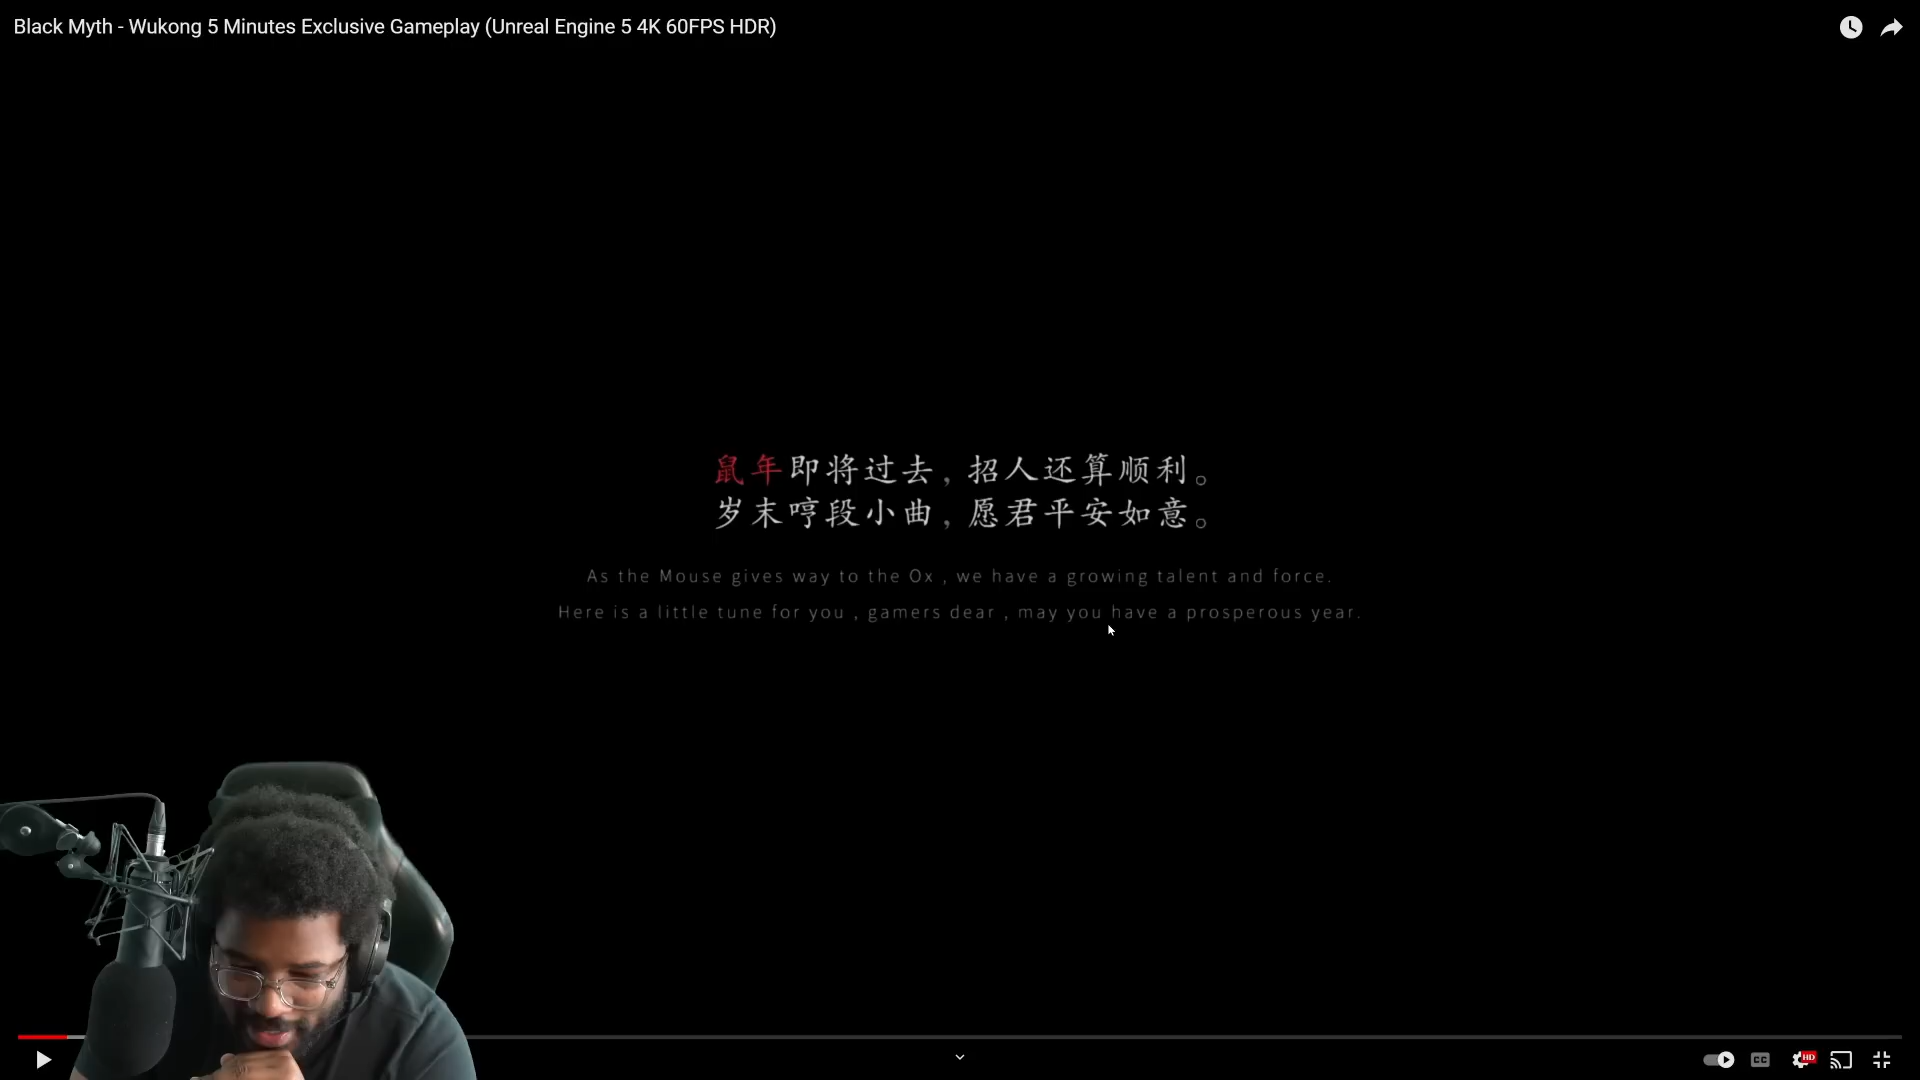 Black Myth - Wukong 5 Minutes Exclusive Gameplay (Unreal Engine 5 4K 60FPS HDR)
鼠年即将过去，招人还算顺利。
岁末哼段小曲，愿君平安如意。
As the Mouse gives way to the Ox , we have a growing talent and force.
Here is a little tune for you , gamers dear , may you have a prosperous year.
CC
HD